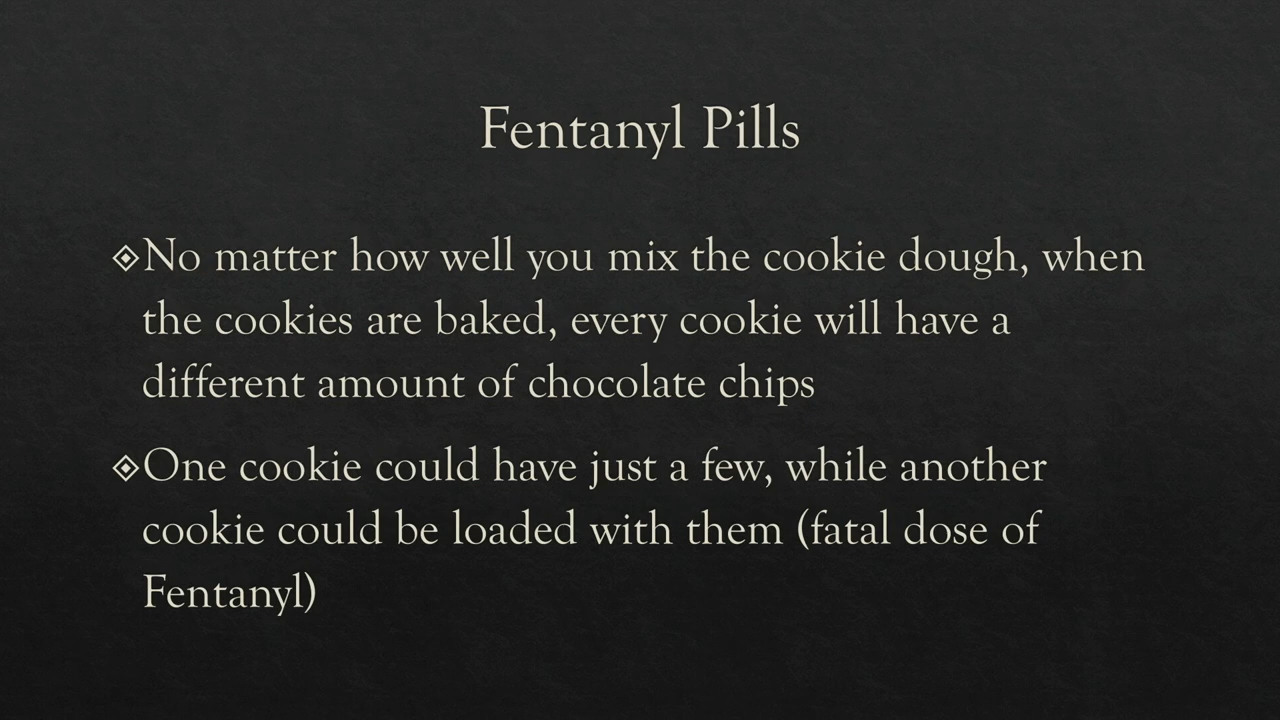 Fentanyl Pills
No matter how well you mix the cookie dough, when
the cookies are baked, every cookie will have a
different amount of chocolate chips
One cookie could have just a few, while another
cookie could be loaded with them (fatal dose of
Fentanyl)